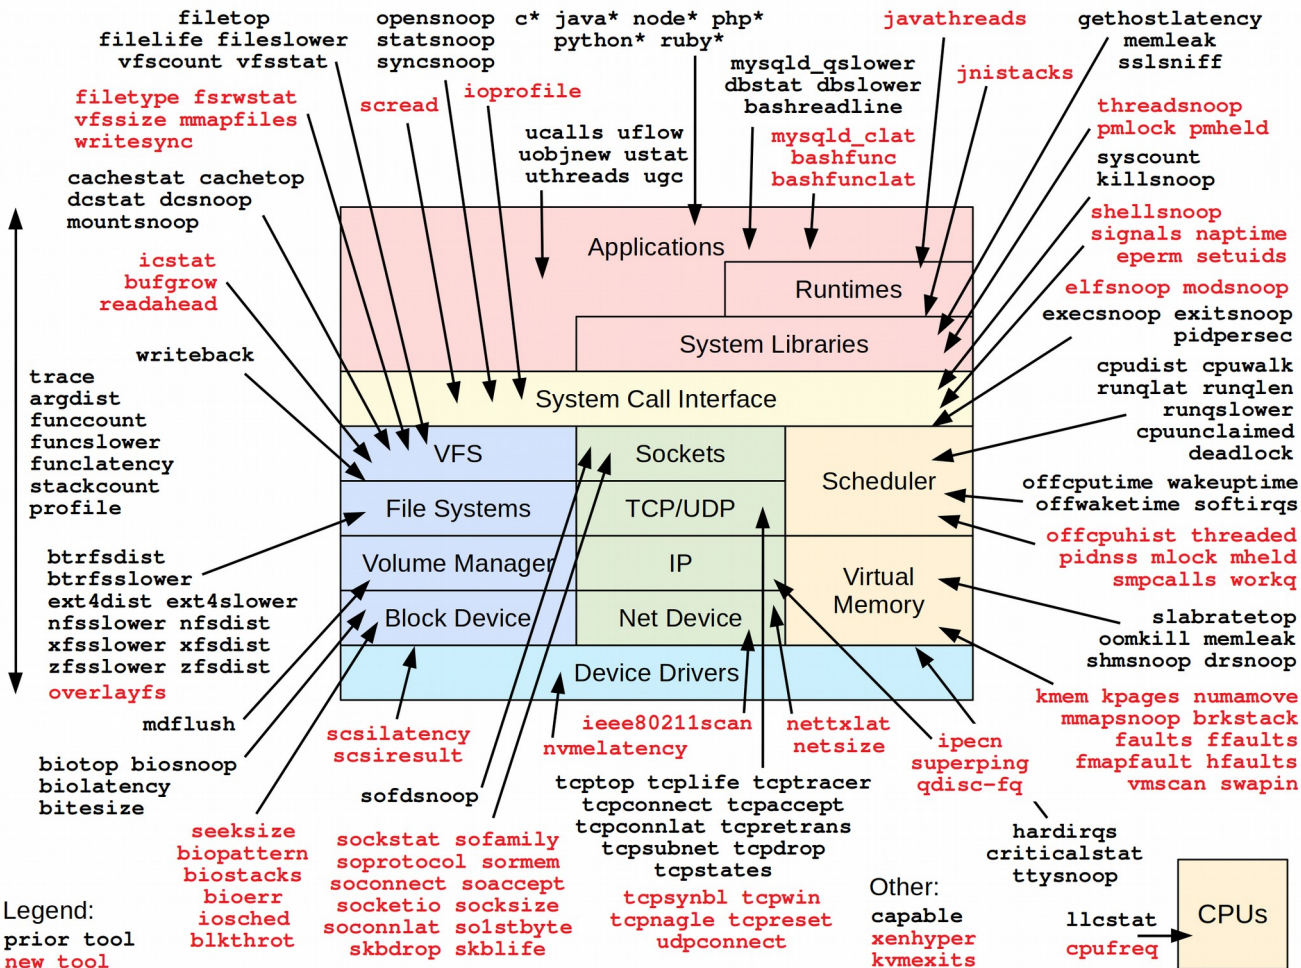 filetop
filelife fileslower
vfscount vfsstat
opensnoop
statsnoop
syncsnoop
c* java* node* php*
python* ruby*
javathreads
gethostlatency
memleak
sslsniff
mysqld_qslower
dbstat dbslower
bashreadline
jnistacks
filetype fsrwstat
vfssize mmapfiles
writesync
scread
ioprofile
threadsnoop
pmlock pmheld
ucalls uflow
uobjnew ustat
uthreads ugc
mysqld_clat
bashfunc
bashfunclat
syscount
killsnoop
cachestat cachetop
dcstat dcsnoop
mountsnoop
shellsnoop
signals naptime
eperm setuids
icstat
bufgrow
readahead
elfsnoop modsnoop
execsnoop exitsnoop
pidpersec
writeback
cpudist cpuwalk
runqlat runqlen
runqslower
cpuunclaimed
deadlock
trace
argdist
funccount
funcslower
funclatency
stackcount
profile
Applications
Runtimes
System Libraries
System Call Interface
VFS
Sockets
Scheduler
File Systems
TCP/UDP
Volume Manager
IP
Virtual
Memory
Block Device
Net Device
Device Drivers
offcputime wakeuptime
offwaketime softirqs
offcpuhist threaded
pidnss mlock mheld
smpcalls workq
btrfsdist
btrfsslower
ext4dist ext4slower
nfsslower nfsdist
xfsslower xfsdist
zfsslower zfsdist
overlayfs
slabratetop
oomkill memleak
shmsnoop drsnoop
kmem kpages numamove
mmapsnoop brkstack
faults ffaults
fmapfault hfaults
vmscan swapin
mdflush
scsilatency
scsiresult
ieee80211scan
nvmelatency
nettxlat
netsize
ipecn
superping
qdisc-fq
biotop biosnoop
biolatency
bitesize
sofdsnoop
tcptop tcplife tcptracer
tcpconnect tcpaccept
tcpconnlat tcpretrans
tcpsubnet tcpdrop
tcpstates
seeksize
biopattern
biostacks
bioerr
iosched
blkthrot
sockstat sofamily
soprotocol sormem
soconnect soaccept
socketio socksize
soconnlat so1stbyte
skbdrop skblife
tcpsynbl tcpwin
tcpnagle tcpreset
udpconnect
hardirqs
criticalstat
ttysnoop
Legend:
prior tool
new tool
Other:
capable
xenhyper
kvmexits
llcstat
cpufreq
CPUs